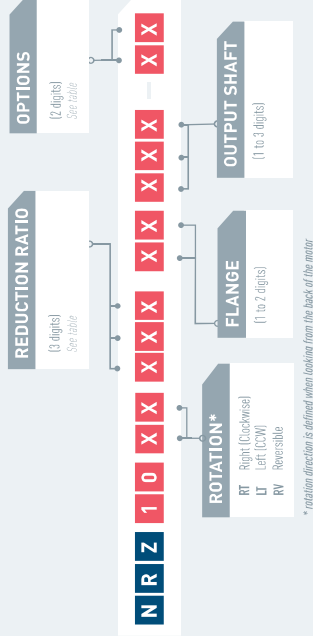 REDUCTION RATIO
(3 digits)
See table
OPTIONS
(2 digits)
See table
N R Z 1 0 X X X X X X X X X X — X X
ROTATION*
RT Right (Clockwise)
LT Left (CCW)
RV Reversible
FLANGE
(1 to 2 digits)
OUTPUT SHAFT
(1 to 3 digits)
* rotation direction is defined when looking from the back of the motor